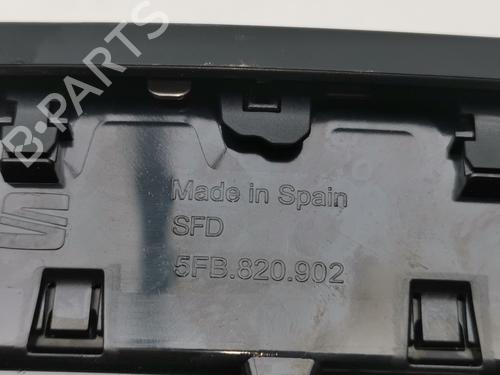 B-PARTS
Made in Spain
SFD
5FB.820.902